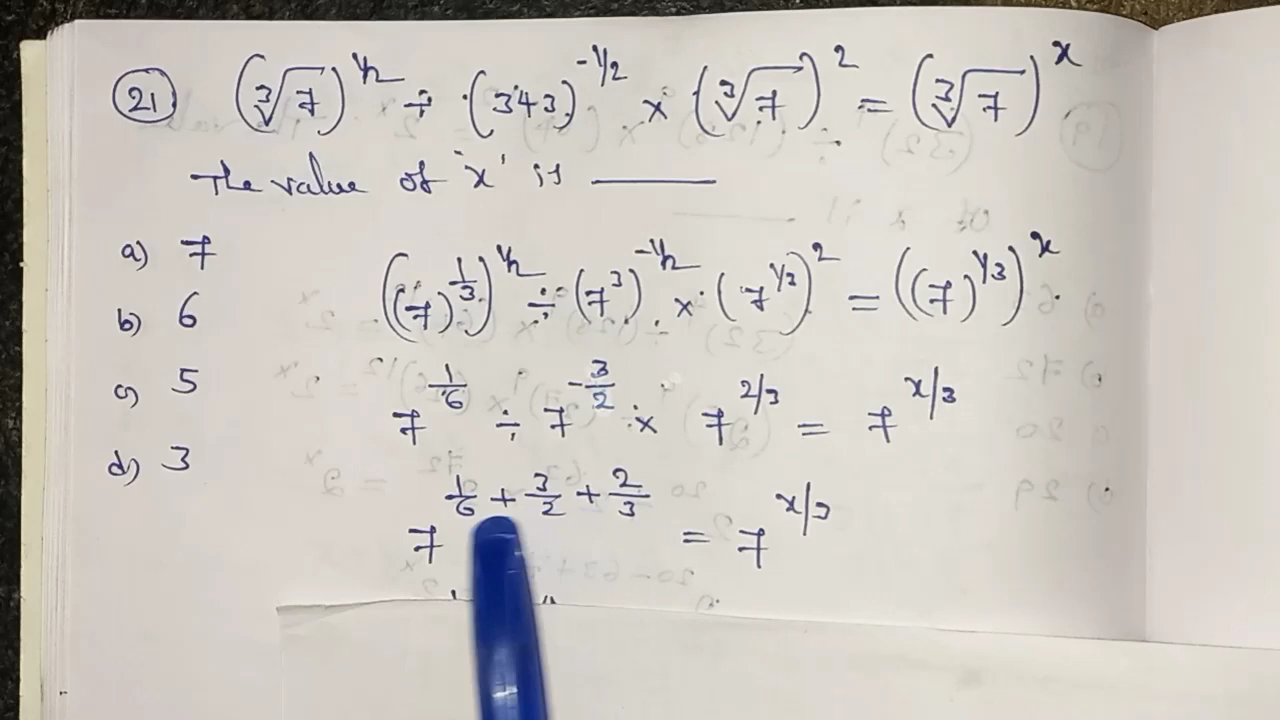 21) (∛7)^1/2 ÷ (343)^-1/2 × (∛7)^2 = (∛7)^x
The value of 'x' is ______
a) 7
b) 6
c) 5
d) 3
((7)^1/3)^1/2 ÷ (7^3)^-1/2 × (7^1/3)^2 = ((7)^1/3)^x
7^1/6 ÷ 7^-3/2 × 7^2/3 = 7^x/3
7^1/6 + 3/2 + 2/3 = 7^x/3